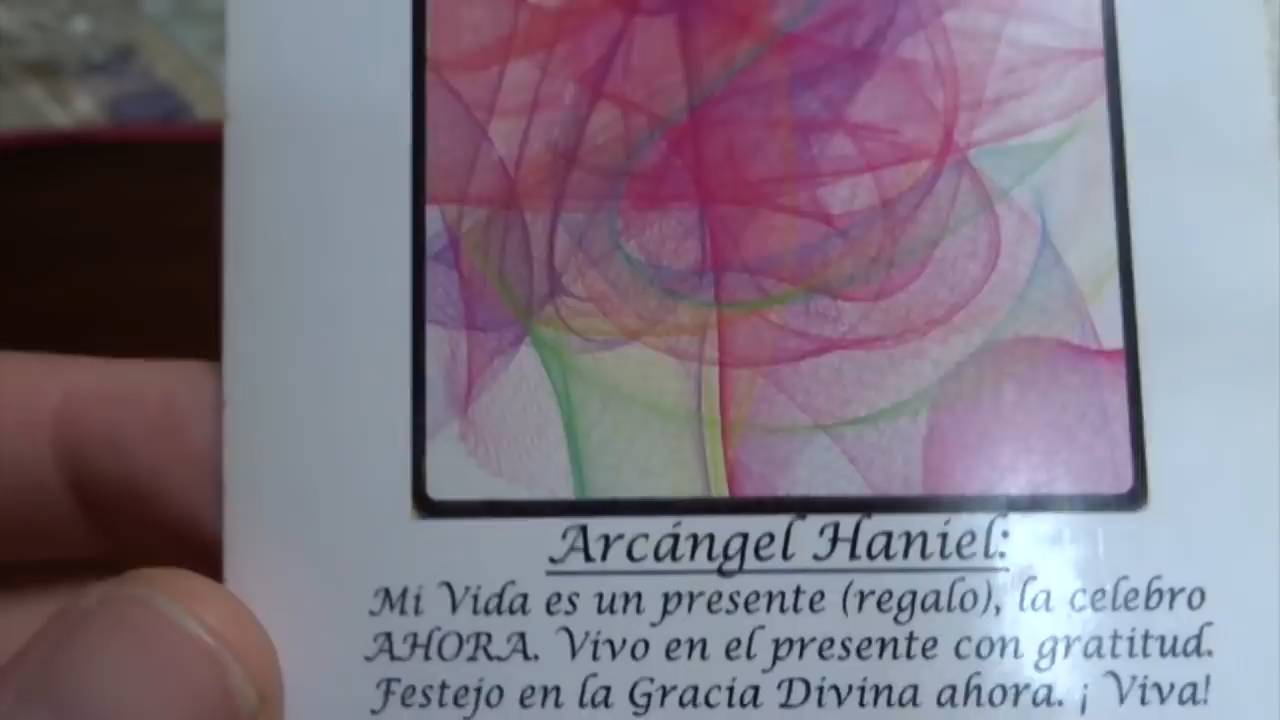 Arcángel Haniel:
Mi Vida es un presente (regalo), la celebro
AHORA. Vivo en el presente con gratitud.
Festejo en la Gracia Divina ahora. ¡ Viva!